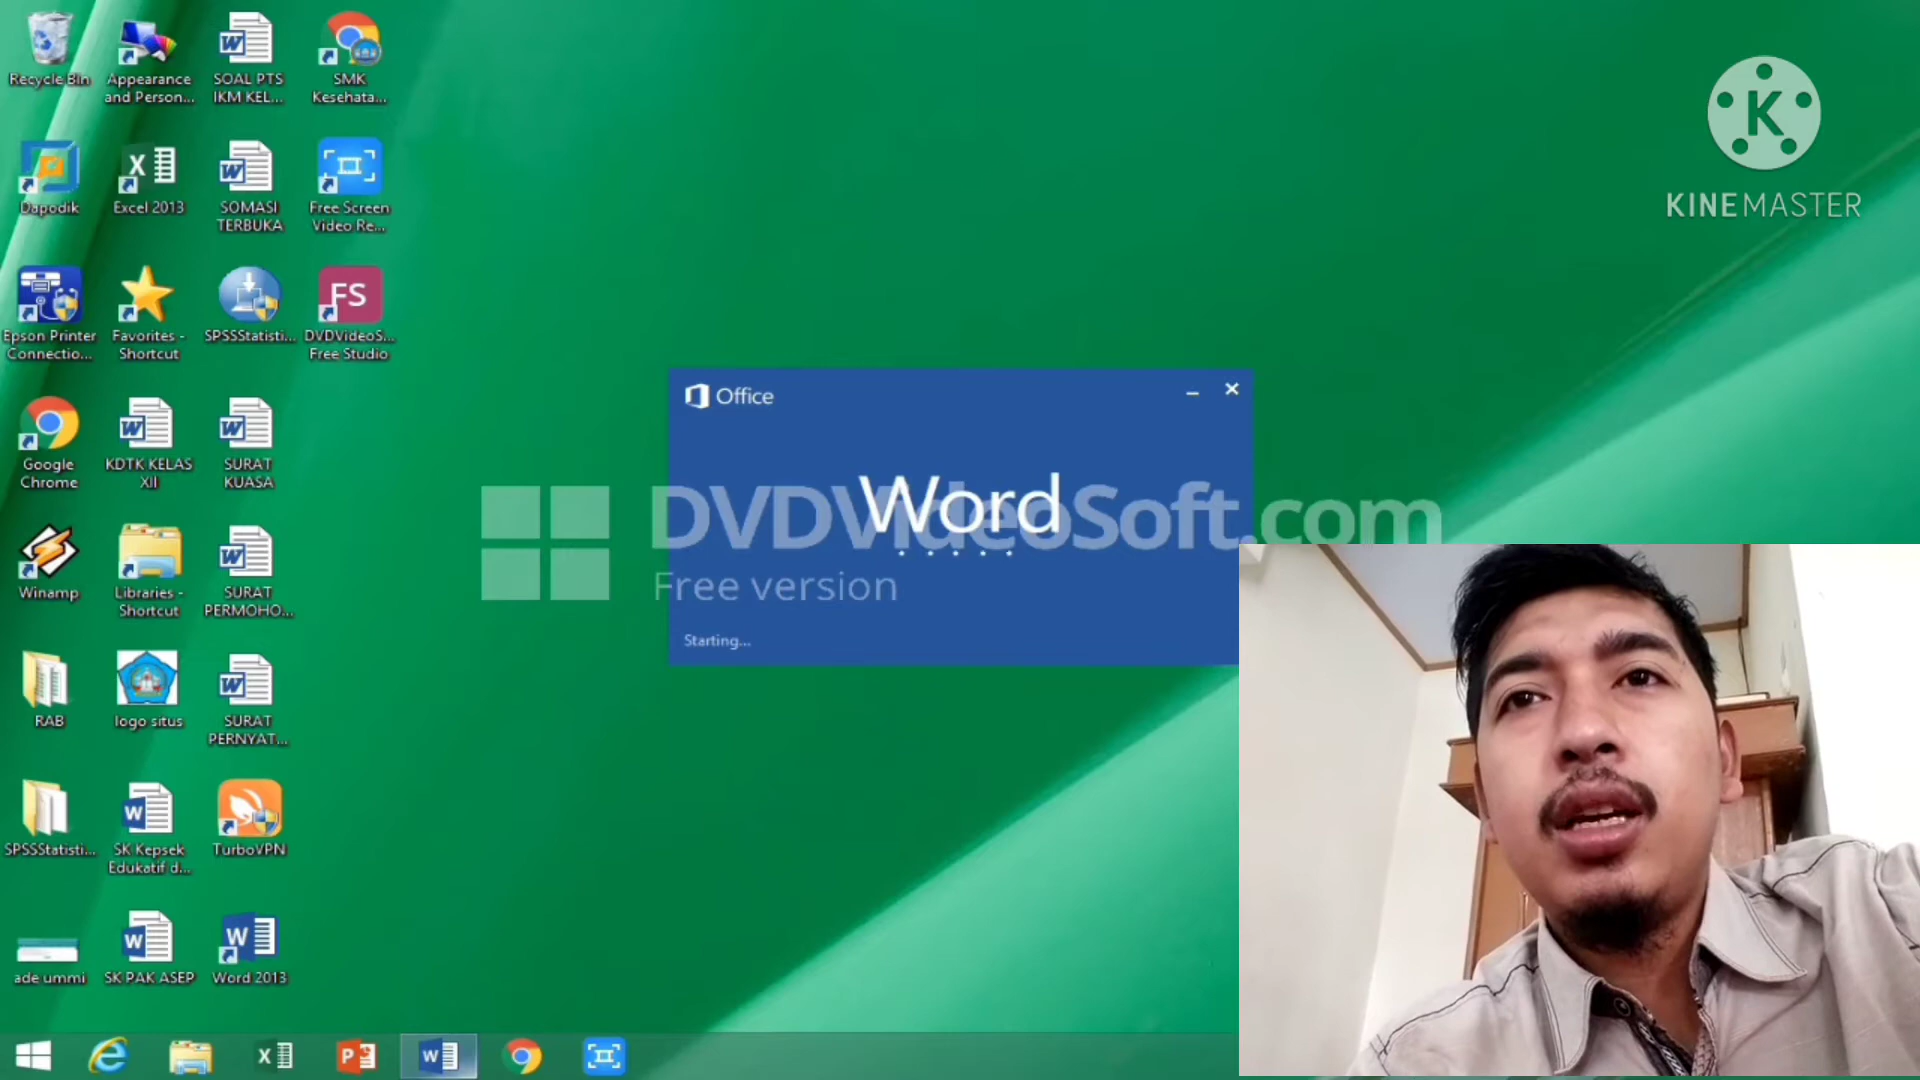 Recycle Bin
Appearance
and Person...
SOAL PTS
IKM KEL...
SMK
Kesehata...
Dapodik
Excel 2013
SOMASI
TERBUKA
Free Screen
Video Re...
Epson Printer
Connectio...
Favorites -
Shortcut
SPSSStatisti...
FS
DVDVideoS...
Free Studio
Google
Chrome
KDTK KELAS
XII
SURAT
KUASA
Winamp
Libraries -
Shortcut
SURAT
PERMOHO...
RAB
logo situs
SURAT
PERNYAT...
SPSSStatisti...
SK Kepsek
Edukatif d...
TurboVPN
ade ummi
SK PAK ASEP
Word 2013
Office
Word
DVDVideoSoft.com
Free version
Starting...
K
KINEMASTER